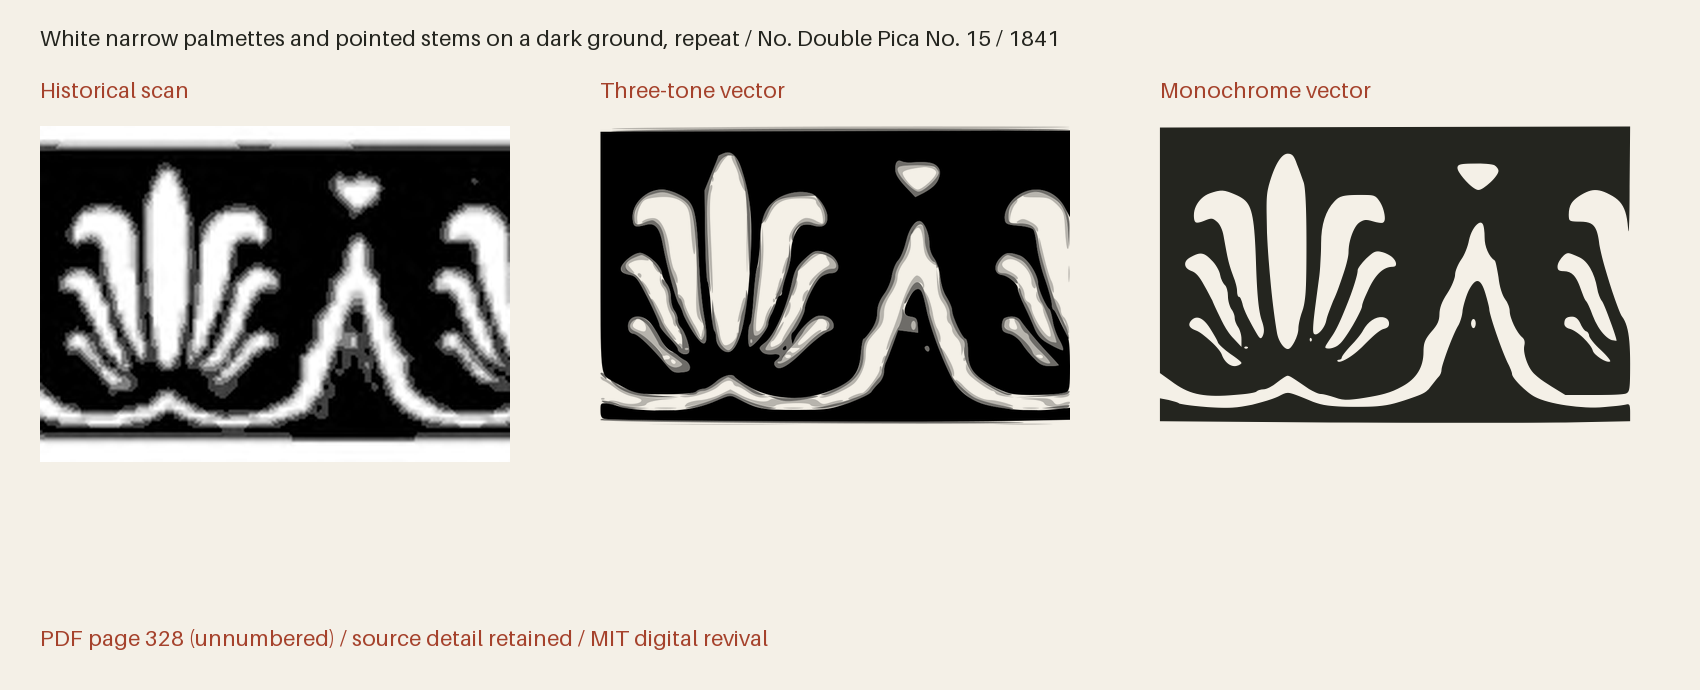 White narrow palmettes and pointed stems on a dark ground, repeat / No. Double Pica No. 15 / 1841
Historical scan
Three-tone vector
Monochrome vector
PDF page 328 (unnumbered) / source detail retained / MIT digital revival